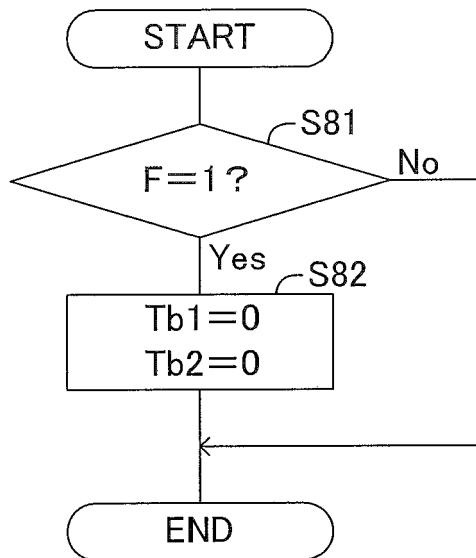 START
S81
F=1?
No
Yes
S82
Tb1=0
Tb2=0
END